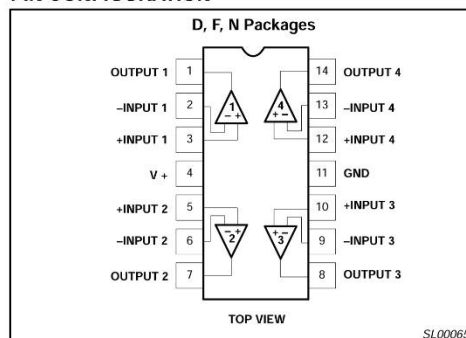 D, F, N Packages
OUTPUT 1 1 14 OUTPUT 4
–INPUT 1 2 13 –INPUT 4
1 4
– + + –
+INPUT 1 3 12 +INPUT 4
V + 4 11 GND
+INPUT 2 5 10 +INPUT 3
– + + –
–INPUT 2 6 2 3 9 –INPUT 3
OUTPUT 2 7 8 OUTPUT 3
TOP VIEW
SL00065